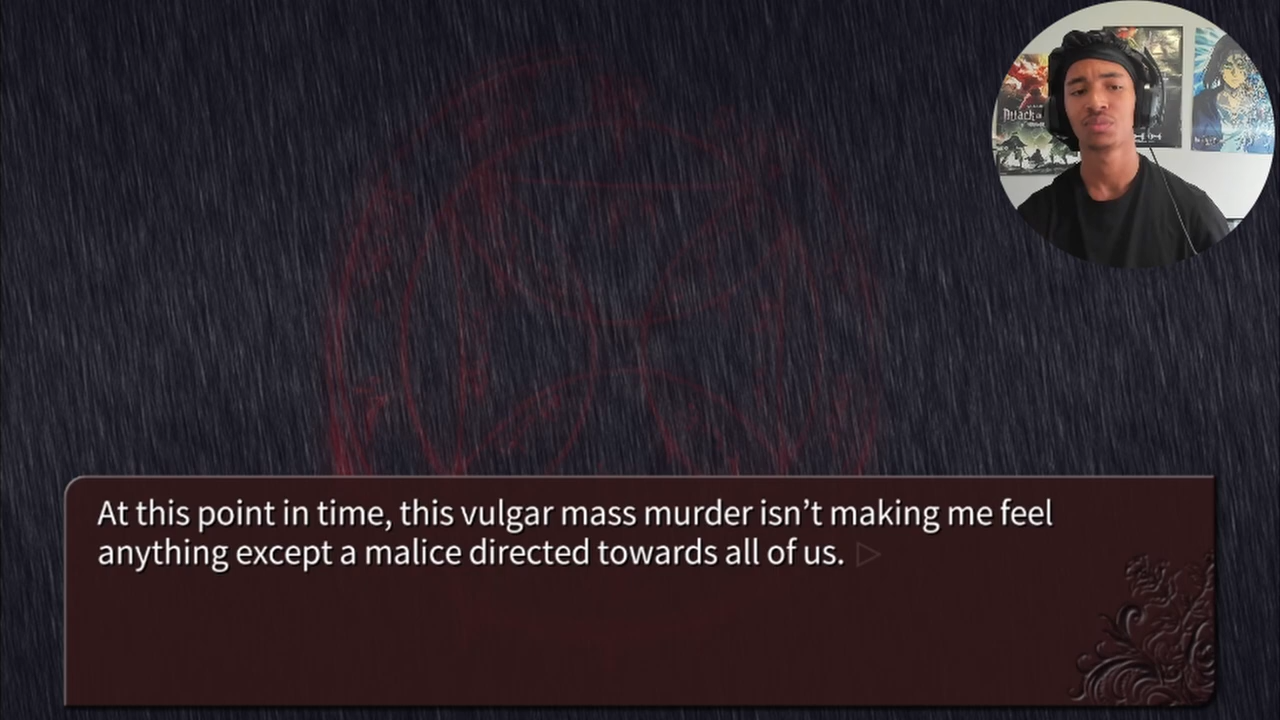 At this point in time, this vulgar mass murder isn't making me feel
anything except a malice directed towards all of us.